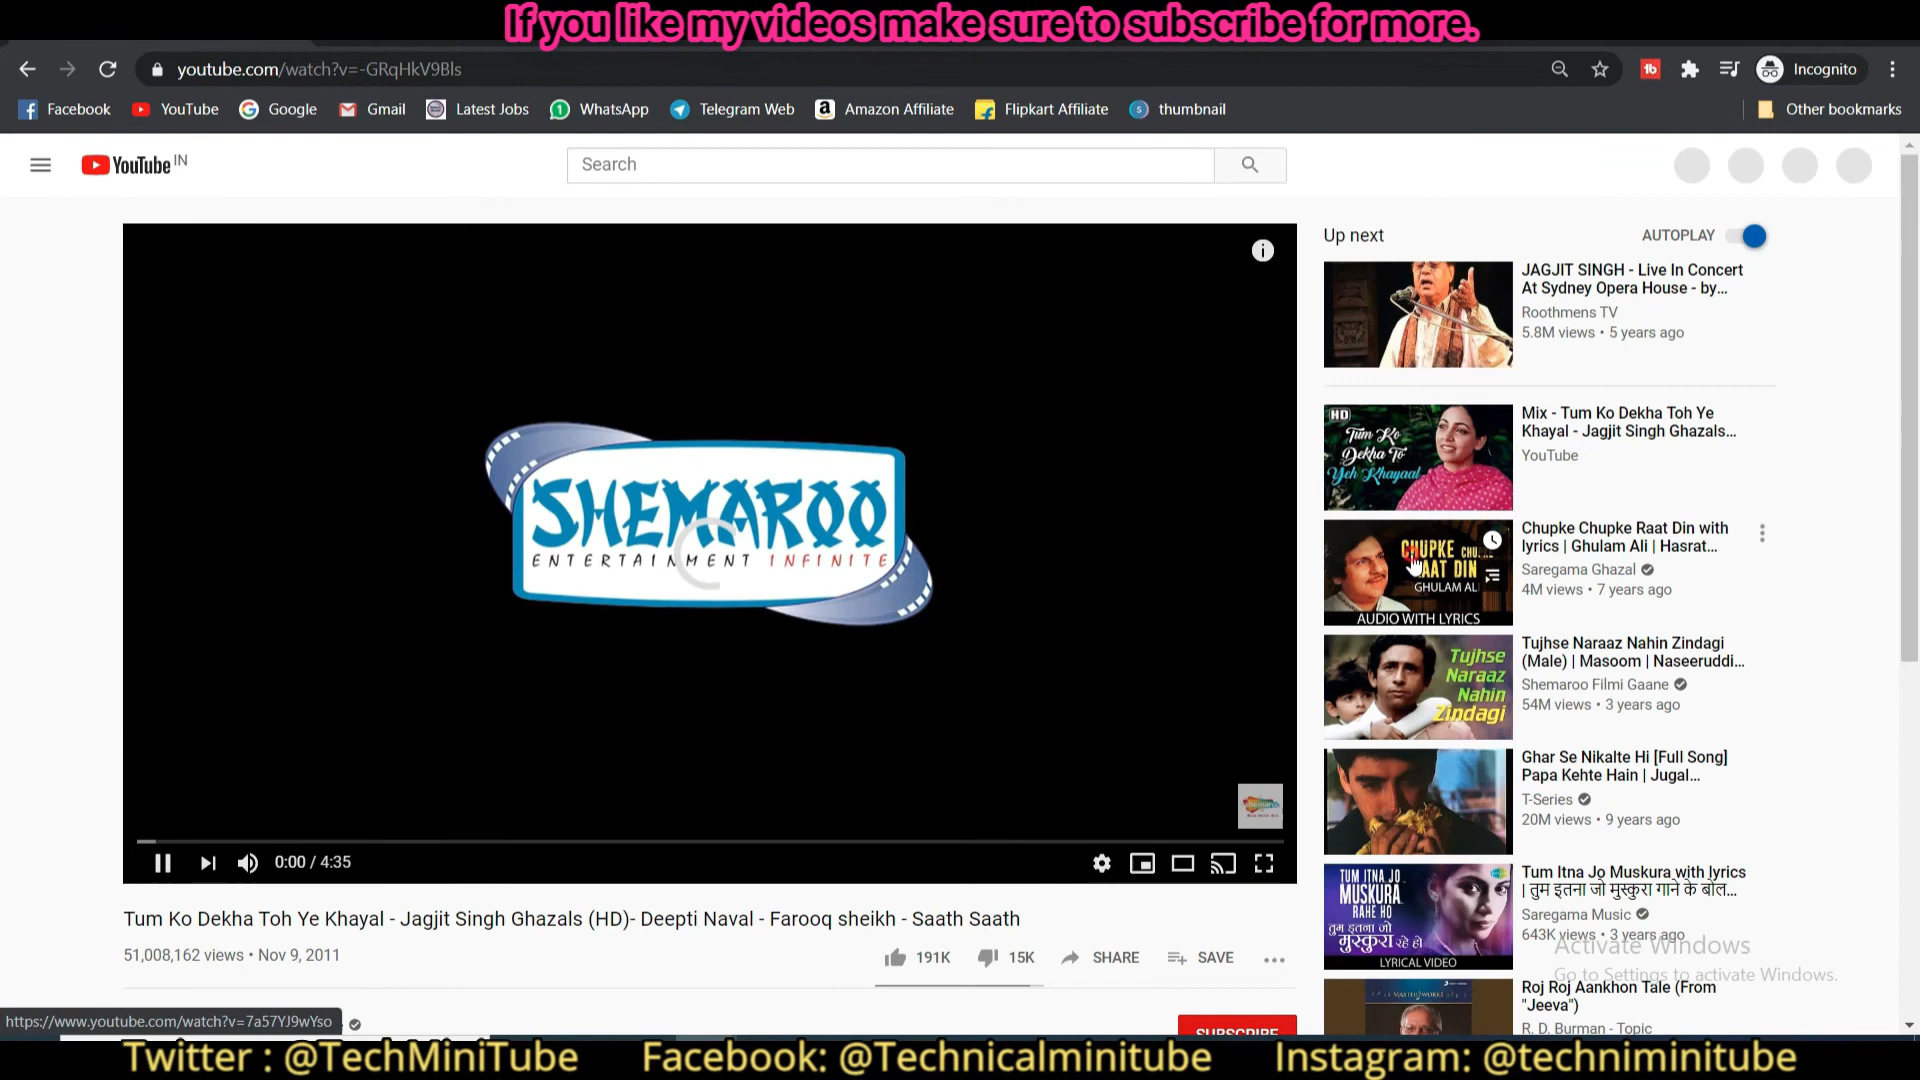 If you like my videos make sure to subscribe for more.
youtube.com/watch?v=-GRqHkV9Bls
Incognito
Facebook
YouTube
Google
Gmail
Latest Jobs
WhatsApp
Telegram Web
Amazon Affiliate
Flipkart Affiliate
thumbnail
Other bookmarks
YouTube IN
Search
SHEMAROO
ENTERTAINMENT INFINITE
0:00 / 4:35
Tum Ko Dekha Toh Ye Khayal - Jagjit Singh Ghazals (HD)- Deepti Naval - Farooq sheikh - Saath Saath
51,008,162 views • Nov 9, 2011
191K
15K
SHARE
SAVE
SUBSCRIBE
Up next
AUTOPLAY
JAGJIT SINGH - Live In Concert
At Sydney Opera House - by...
Roothmens TV
5.8M views • 5 years ago
HD
Tum Ko
Dekha To
Yeh Khayaal
Mix - Tum Ko Dekha Toh Ye
Khayal - Jagjit Singh Ghazals...
YouTube
CHUPKE CHU
RAAT DIN
GHULAM ALI
AUDIO WITH LYRICS
Chupke Chupke Raat Din with
lyrics | Ghulam Ali | Hasrat...
Saregama Ghazal
4M views • 7 years ago
Tujhse
Naraaz
Nahin
Zindagi
Tujhse Naraaz Nahin Zindagi
(Male) | Masoom | Naseeruddi...
Shemaroo Filmi Gaane
54M views • 3 years ago
Ghar Se Nikalte Hi [Full Song]
Papa Kehte Hain | Jugal...
T-Series
20M views • 9 years ago
TUM ITNA JO
MUSKURA
RAHE HO
तुम इतना जो
मुस्कुरा
रहे हो
LYRICAL VIDEO
Tum Itna Jo Muskura with lyrics
| तुम इतना जो मुस्कुरा गाने के बोल...
Saregama Music
643K views • 3 years ago
Activate Windows
Go to Settings to activate Windows.
Roj Roj Aankhon Tale (From
"Jeeva")
R. D. Burman - Topic
https://www.youtube.com/watch?v=7a57YJ9wYso
Twitter : @TechMiniTube
Facebook: @Technicalminitube
Instagram: @techniminitube